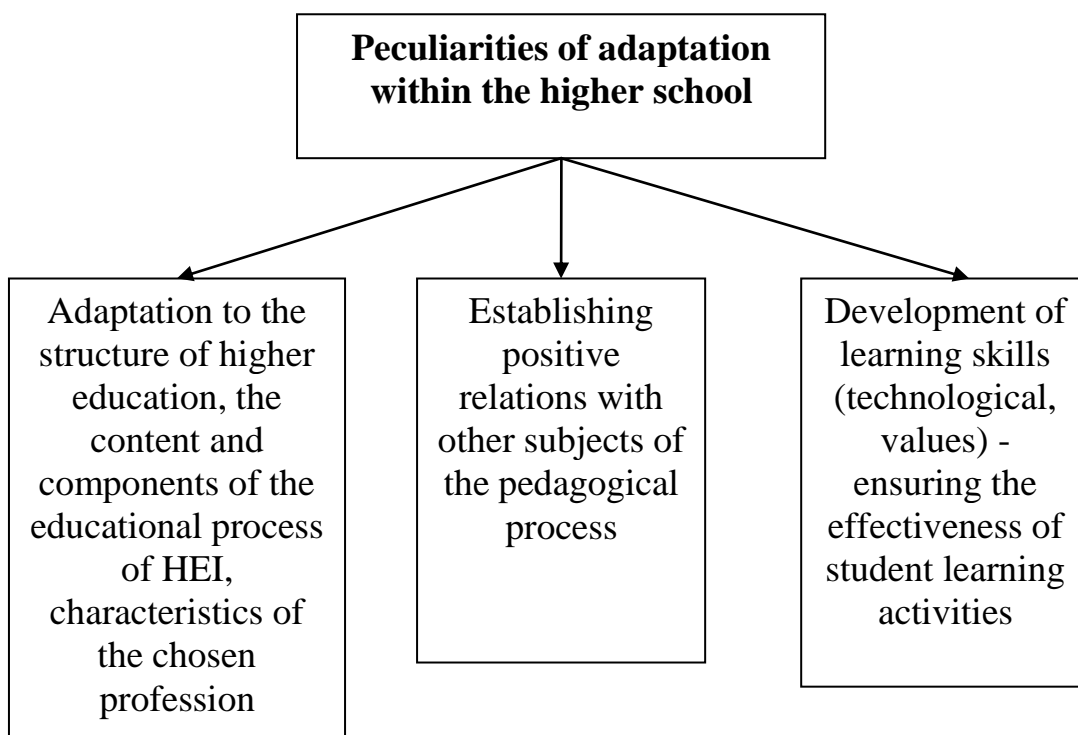 Peculiarities of adaptation
within the higher school
Adaptation to the
structure of higher
education, the
content and
components of the
educational process
of HEI,
characteristics of
the chosen
profession
Establishing
positive
relations with
other subjects of
the pedagogical
process
Development of
learning skills
(technological,
values) -
ensuring the
effectiveness of
student learning
activities